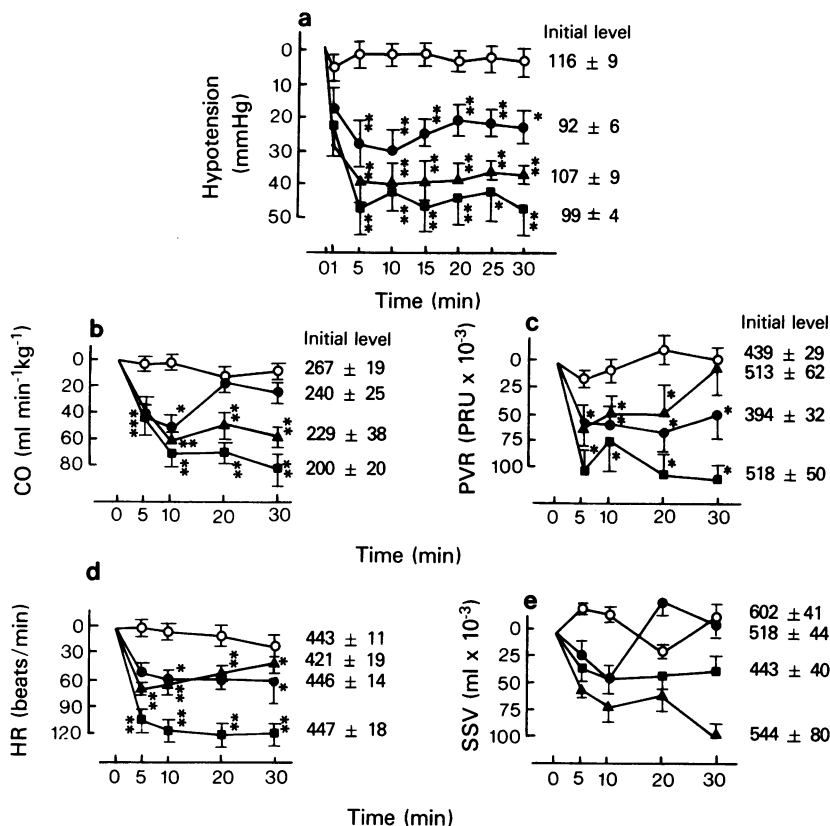 a
Initial level
0
10
20
30
40
50
Hypotension
(mmHg)
116 ± 9
**
**
**
**
**
**
*
92 ± 6
**
**
**
**
**
**
107 ± 9
**
**
**
**
*
**
99 ± 4
01 5 10 15 20 25 30
Time (min)
b
Initial level
CO (ml min⁻¹kg⁻¹)
0
20
40
60
80
267 ± 19
240 ± 25
229 ± 38
200 ± 20
***
*
**
**
**
**
**
**
0 5 10 20 30
c
Initial level
PVR (PRU x 10⁻³)
0
50
75
100
439 ± 29
513 ± 62
394 ± 32
518 ± 50
*
*
*
*
*
*
*
*
0 5 10 20 30
Time (min)
d
HR (beats/min)
0
30
60
90
120
443 ± 11
421 ± 19
446 ± 14
447 ± 18
**
**
*
***
**
**
**
*
*
**
0 5 10 20 30
Time (min)
e
SSV (ml x 10⁻³)
0
25
50
75
100
602 ± 41
518 ± 44
443 ± 40
544 ± 80
0 5 10 20 30
Time (min)